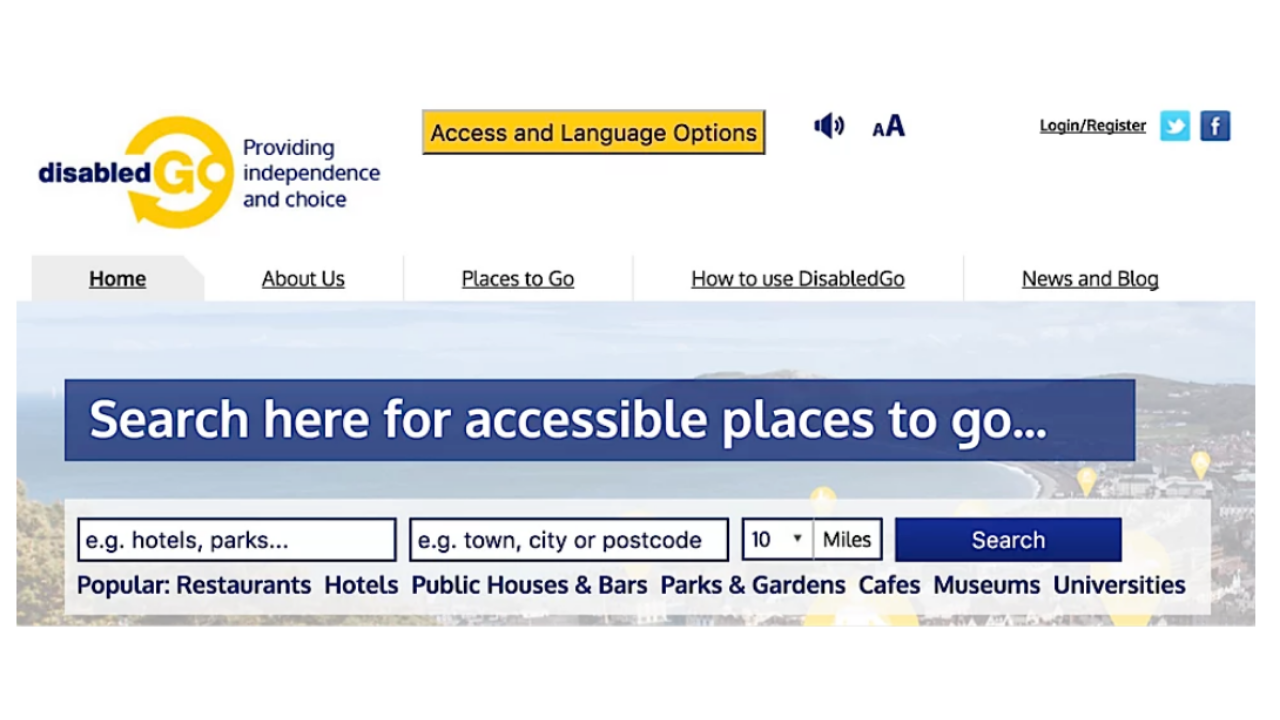 disabledGo
Providing
independence
and choice
Access and Language Options
AA
Login/Register
f
Home
About Us
Places to Go
How to use DisabledGo
News and Blog
Search here for accessible places to go...
e.g. hotels, parks...
e.g. town, city or postcode
10
Miles
Search
Popular: Restaurants Hotels Public Houses & Bars Parks & Gardens Cafes Museums Universities